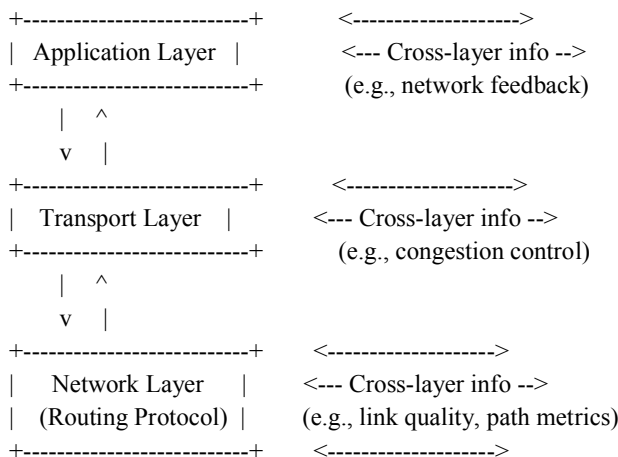 +----------------------------+ <-------------------->
| Application Layer | <--- Cross-layer info -->
+----------------------------+ (e.g., network feedback)
| ^
v |
+----------------------------+ <-------------------->
| Transport Layer | <--- Cross-layer info -->
+----------------------------+ (e.g., congestion control)
| ^
v |
+----------------------------+ <-------------------->
| Network Layer | <--- Cross-layer info -->
| (Routing Protocol) | (e.g., link quality, path metrics)
+----------------------------+ <-------------------->